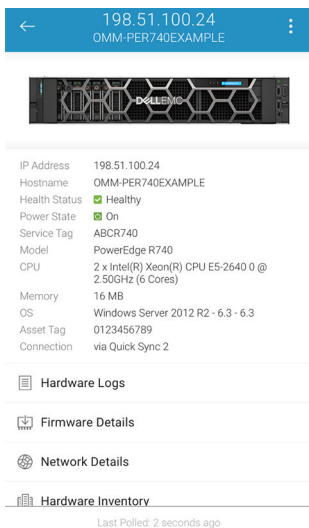 198.51.100.24
OMM-PER740EXAMPLE
DELLEMC
IP Address 198.51.100.24
Hostname OMM-PER740EXAMPLE
Health Status Healthy
Power State On
Service Tag ABCR740
Model PowerEdge R740
CPU 2 x Intel(R) Xeon(R) CPU E5-2640 0 @
2.50GHz (6 Cores)
Memory 16 MB
OS Windows Server 2012 R2 - 6.3 - 6.3
Asset Tag 0123456789
Connection via Quick Sync 2
Hardware Logs
Firmware Details
Network Details
Hardware Inventory
Last Polled: 2 seconds ago